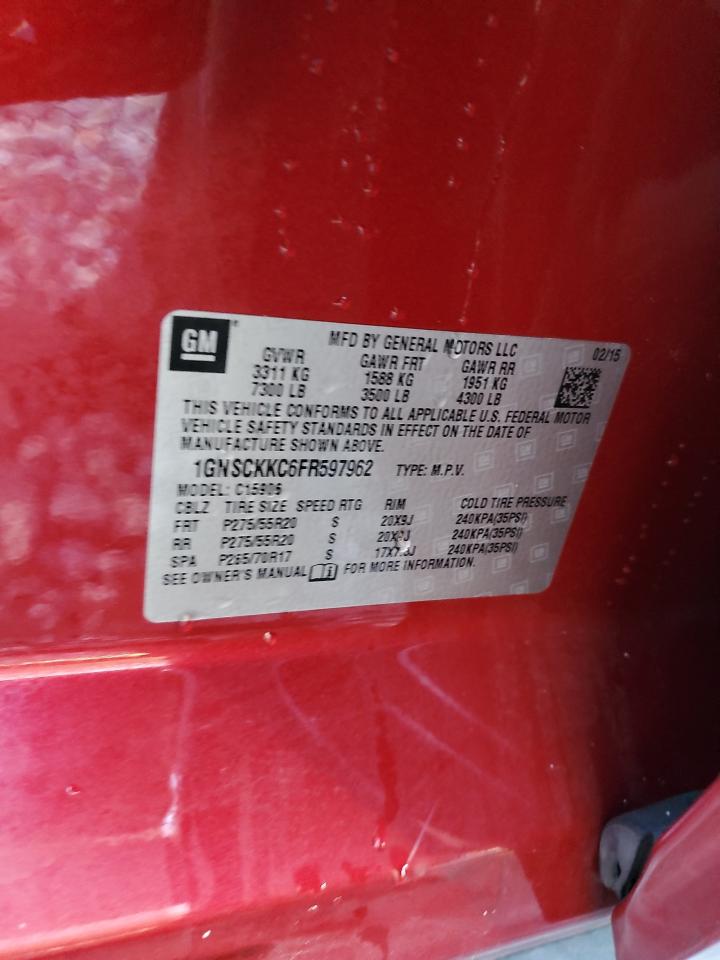 GM
MFD BY GENERAL MOTORS LLC 02/15
GVWR GAWR FRT GAWR RR
3311 KG 1588 KG 1951 KG
7300 LB 3500 LB 4300 LB
THIS VEHICLE CONFORMS TO ALL APPLICABLE U.S. FEDERAL MOTOR
VEHICLE SAFETY STANDARDS IN EFFECT ON THE DATE OF
MANUFACTURE SHOWN ABOVE.
1GNSCKKC6FR597962 TYPE: M.P.V.
MODEL: C15906
CBLZ TIRE SIZE SPEED RTG RIM COLD TIRE PRESSURE
FRT P275/55R20 S 20X9J 240KPA(35PSI)
RR P275/55R20 S 20X9J 240KPA(35PSI)
SPA P265/70R17 S 17X7.5J 240KPA(35PSI)
SEE OWNER'S MANUAL FOR MORE INFORMATION.